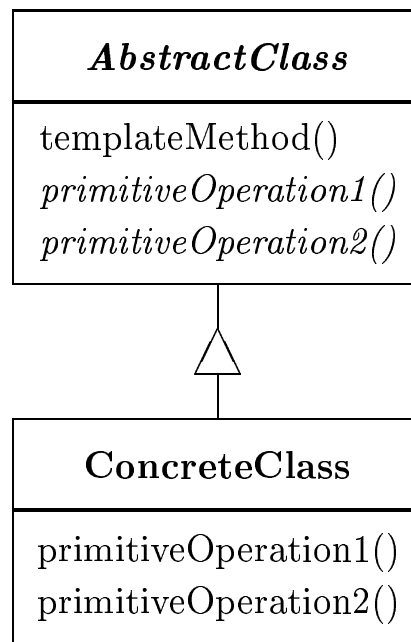 AbstractClass
templateMethod()
primitiveOperation1()
primitiveOperation2()
ConcreteClass
primitiveOperation1()
primitiveOperation2()